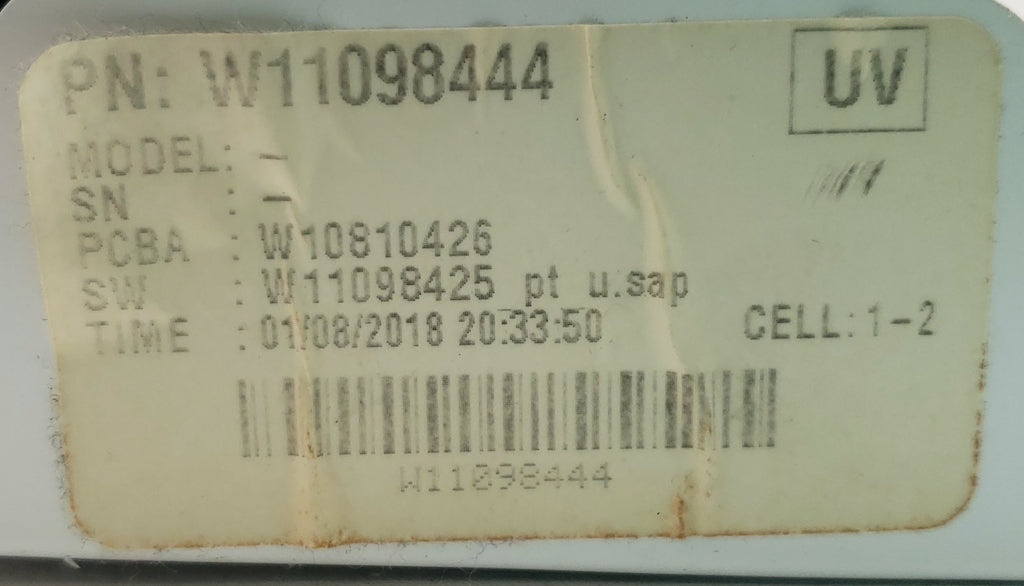 PN: W11098444
UV
MODEL: -
SN : -
PCBA : W10810426
SW : W11098425 pt u.sap
TIME : 01/08/2018 20:33:50
CELL:1-2
W11098444